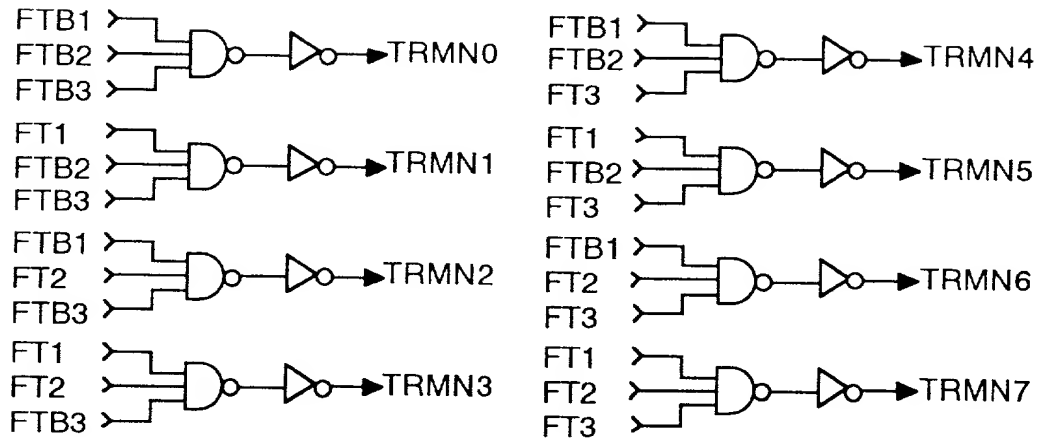 FTB1
FTB2
FTB3
TRMN0
FT1
FTB2
FTB3
TRMN1
FTB1
FT2
FTB3
TRMN2
FT1
FT2
FTB3
TRMN3
FTB1
FTB2
FT3
TRMN4
FT1
FTB2
FT3
TRMN5
FTB1
FT2
FT3
TRMN6
FT1
FT2
FT3
TRMN7